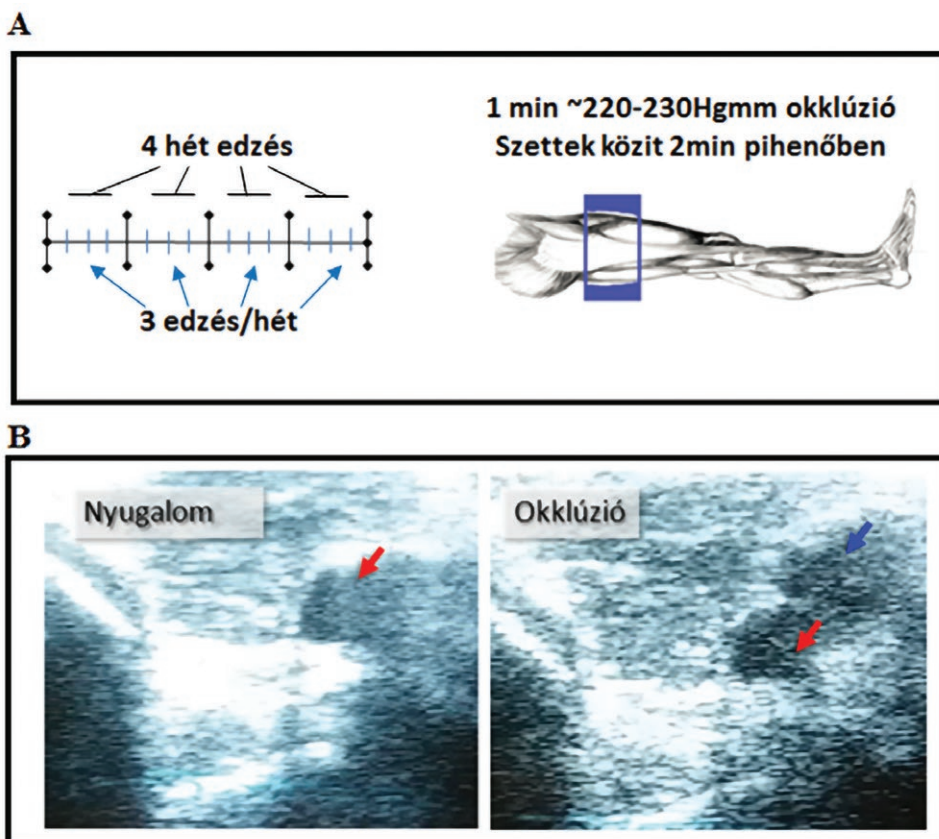 A
4 hét edzés
3 edzés/hét
1 min ~220-230Hgmm okklúzió
Szettek közit 2min pihenőben
B
Nyugalom
Okklúzió